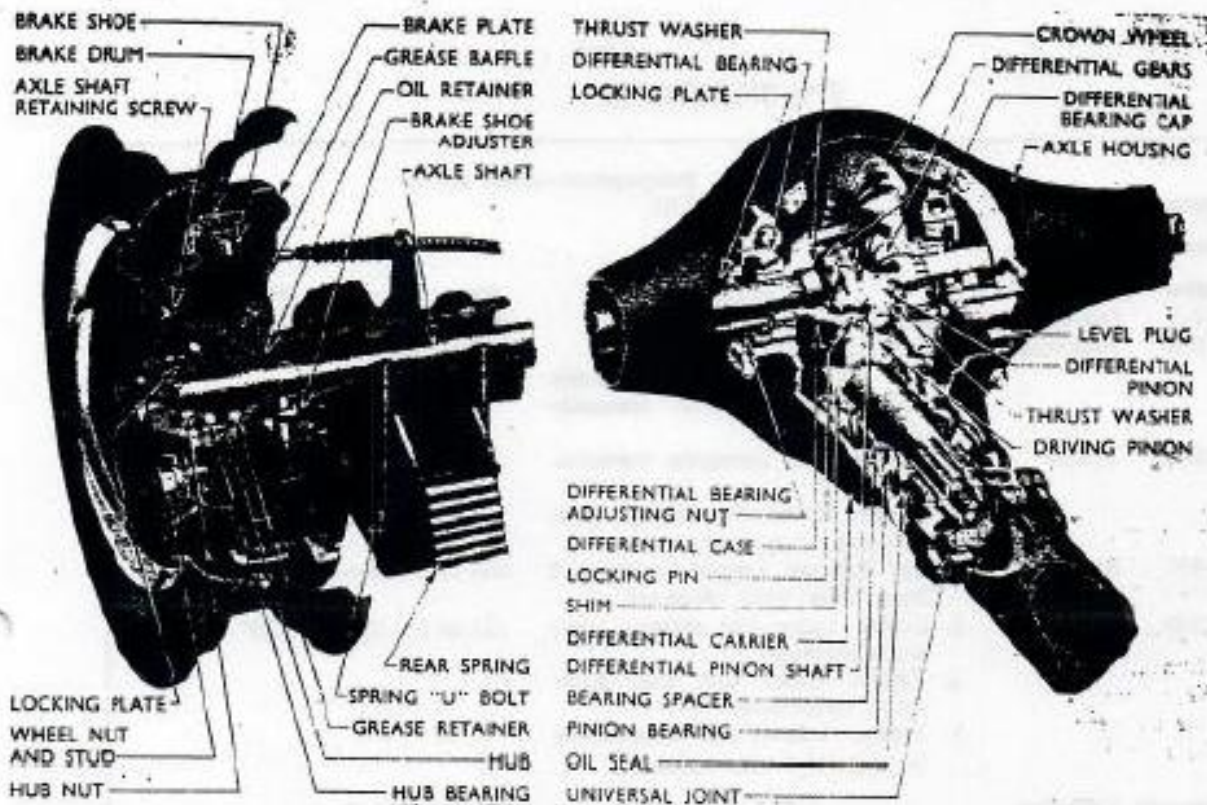 BRAKE SHOE
BRAKE DRUM
AXLE SHAFT
RETAINING SCREW
BRAKE PLATE
GREASE BAFFLE
OIL RETAINER
BRAKE SHOE
ADJUSTER
AXLE SHAFT
LOCKING PLATE
WHEEL NUT
AND STUD
HUB NUT
REAR SPRING
SPRING "U" BOLT
GREASE RETAINER
HUB
HUB BEARING
THRUST WASHER
DIFFERENTIAL BEARING
LOCKING PLATE
CROWN WHEEL
DIFFERENTIAL GEARS
DIFFERENTIAL
BEARING CAP
AXLE HOUSNG
LEVEL PLUG
DIFFERENTIAL
PINION
THRUST WASHER
DRIVING PINION
DIFFERENTIAL BEARING
ADJUSTING NUT
DIFFERENTIAL CASE
LOCKING PIN
SHIM
DIFFERENTIAL CARRIER
DIFFERENTIAL PINION SHAFT
BEARING SPACER
PINION BEARING
OIL SEAL
UNIVERSAL JOINT